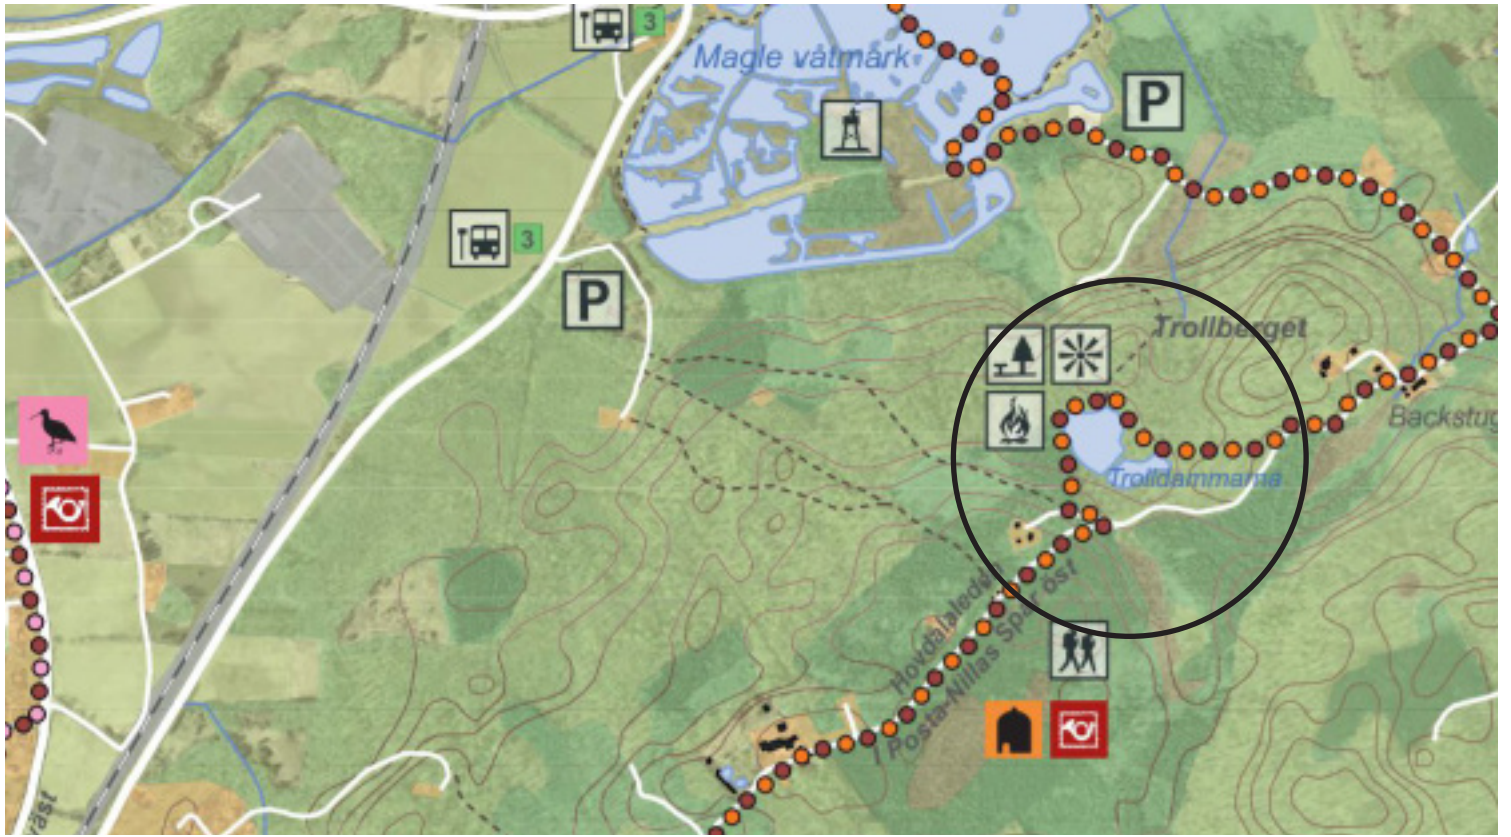 3
Magle våtmark
P
3
P
Trollberget
Backstug
Trolldammarna
Hovdalaleden
Posta-Nillas Spår öst
väst